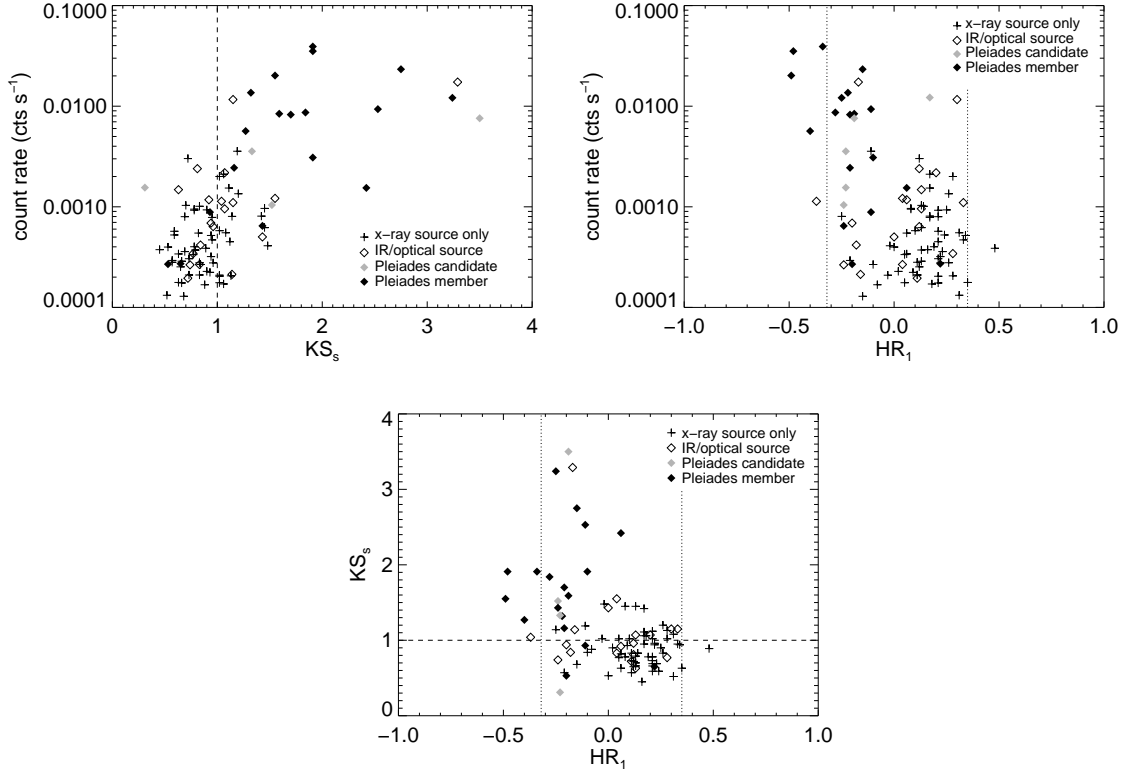 0.1000
0.0100
0.0010
0.0001
count rate (cts s⁻¹)
0 1 2 3 4
KSₛ
x−ray source only
IR/optical source
Pleiades candidate
Pleiades member
0.1000
0.0100
0.0010
0.0001
count rate (cts s⁻¹)
−1.0 −0.5 0.0 0.5 1.0
HR₁
x−ray source only
IR/optical source
Pleiades candidate
Pleiades member
4
3
2
1
0
KSₛ
−1.0 −0.5 0.0 0.5 1.0
HR₁
x−ray source only
IR/optical source
Pleiades candidate
Pleiades member